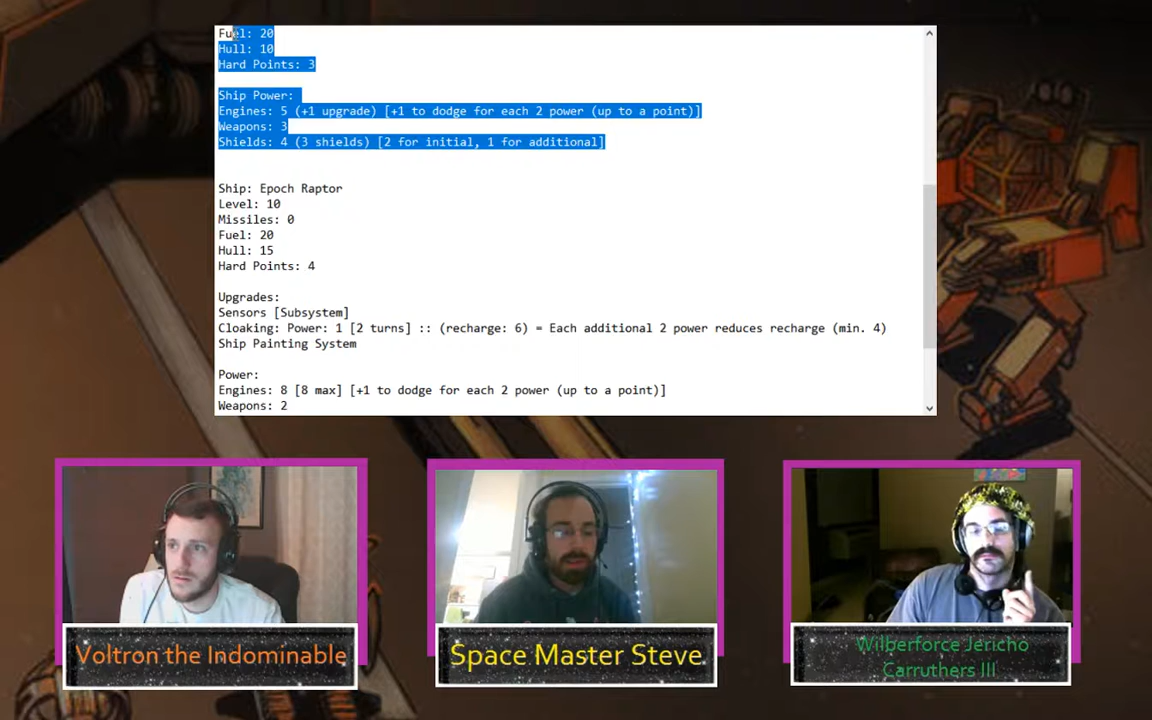 Fuel: 20
Hull: 10
Hard Points: 3
Ship Power:
Engines: 5 (+1 upgrade) [+1 to dodge for each 2 power (up to a point)]
Weapons: 3
Shields: 4 (3 shields) [2 for initial, 1 for additional]
Ship: Epoch Raptor
Level: 10
Missiles: 0
Fuel: 20
Hull: 15
Hard Points: 4
Upgrades:
Sensors [Subsystem]
Cloaking: Power: 1 [2 turns] :: (recharge: 6) = Each additional 2 power reduces recharge (min. 4)
Ship Painting System
Power:
Engines: 8 [8 max] [+1 to dodge for each 2 power (up to a point)]
Weapons: 2
Voltron the Indominable
Space Master Steve
Wilberforce Jericho
Carruthers III